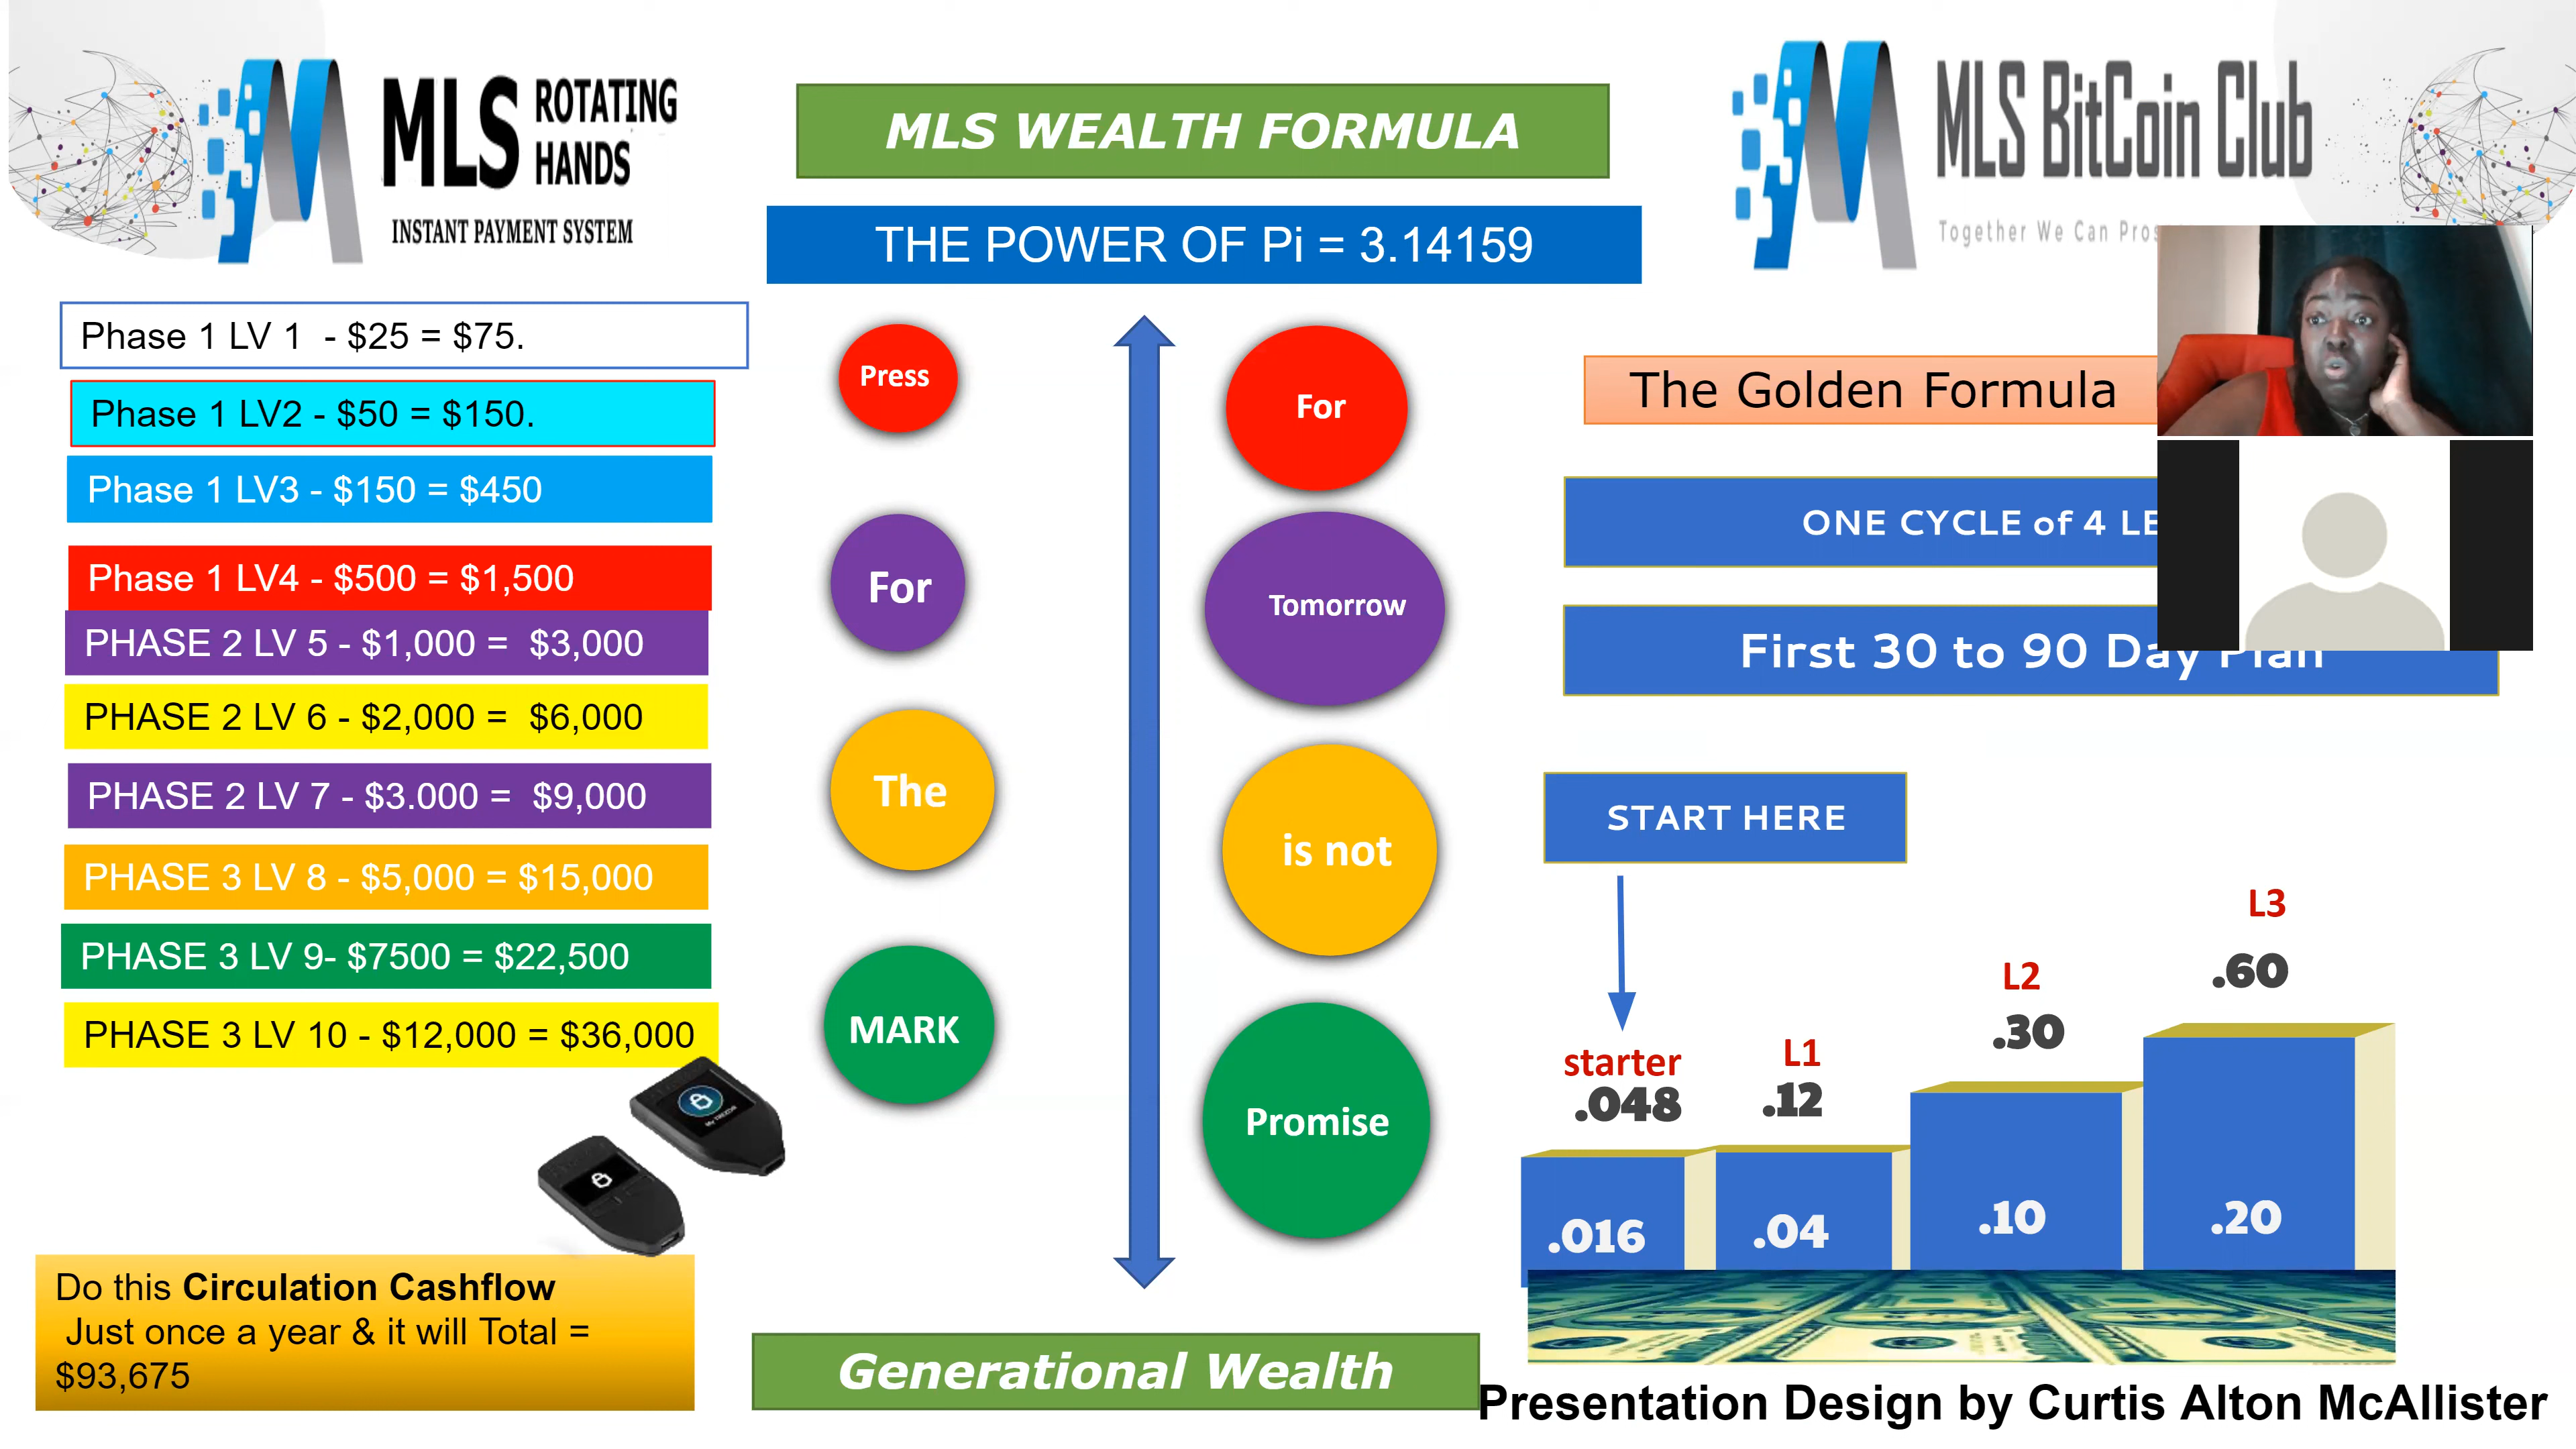 MLS ROTATING HANDS
INSTANT PAYMENT SYSTEM
MLS WEALTH FORMULA
THE POWER OF Pi = 3.14159
MLS BitCoin Club
Together We Can
Phase 1 LV 1 - $25 = $75.
Phase 1 LV2 - $50 = $150.
Phase 1 LV3 - $150 = $450
Phase 1 LV4 - $500 = $1,500
PHASE 2 LV 5 - $1,000 = $3,000
PHASE 2 LV 6 - $2,000 = $6,000
PHASE 2 LV 7 - $3.000 = $9,000
PHASE 3 LV 8 - $5,000 = $15,000
PHASE 3 LV 9- $7500 = $22,500
PHASE 3 LV 10 - $12,000 = $36,000
Do this Circulation Cashflow
Just once a year & it will Total =
$93,675
Press
For
The
MARK
For
Tomorrow
is not
Promise
Generational Wealth
The Golden Formula
ONE CYCLE of 4
First 30 to 90 Day Plan
START HERE
starter
.048
L1
.12
L2
.30
L3
.60
.016
.04
.10
.20
Presentation Design by Curtis Alton McAllister